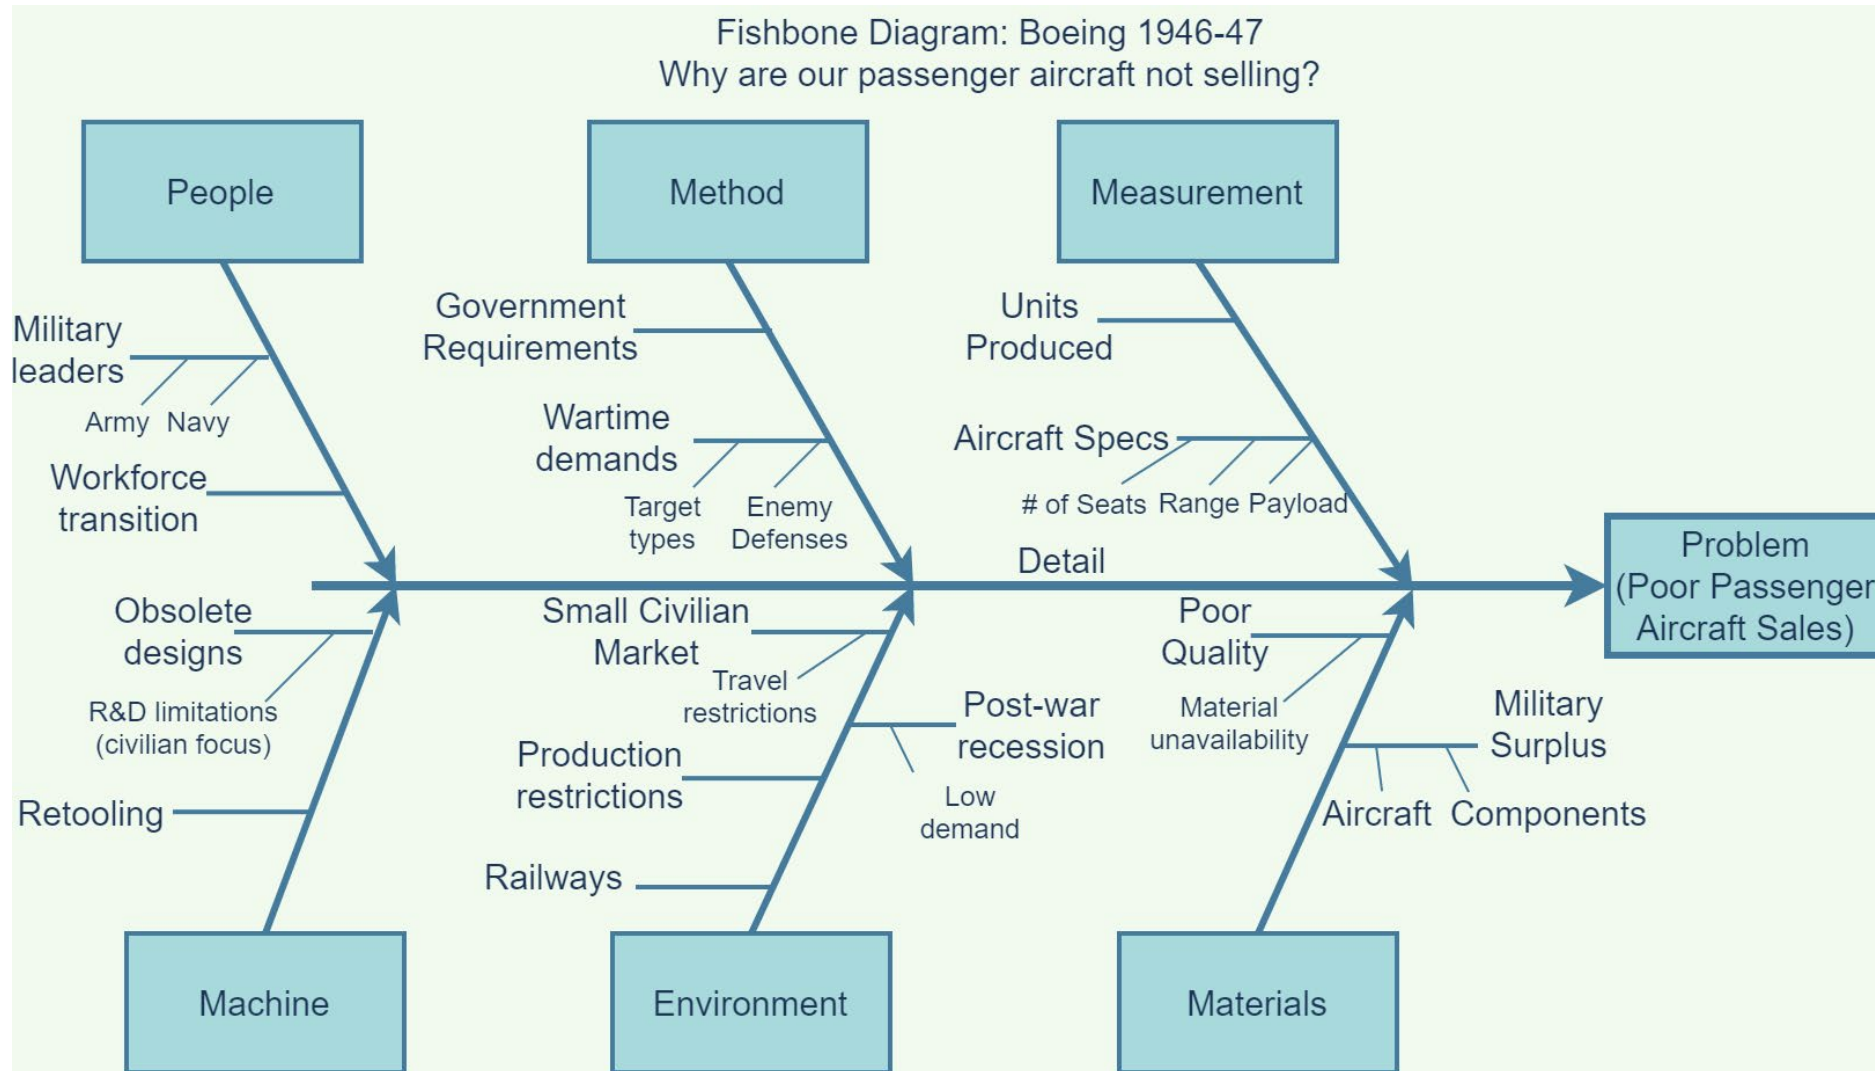 Fishbone Diagram: Boeing 1946-47
Why are our passenger aircraft not selling?
People
Method
Measurement
Military
leaders
Army
Navy
Workforce
transition
Government
Requirements
Wartime
demands
Target
types
Enemy
Defenses
Units
Produced
Aircraft Specs
# of Seats
Range
Payload
Detail
Problem
(Poor Passenger
Aircraft Sales)
Obsolete
designs
R&D limitations
(civilian focus)
Retooling
Small Civilian
Market
Travel
restrictions
Production
restrictions
Railways
Post-war
recession
Low
demand
Poor
Quality
Material
unavailability
Military
Surplus
Aircraft
Components
Machine
Environment
Materials